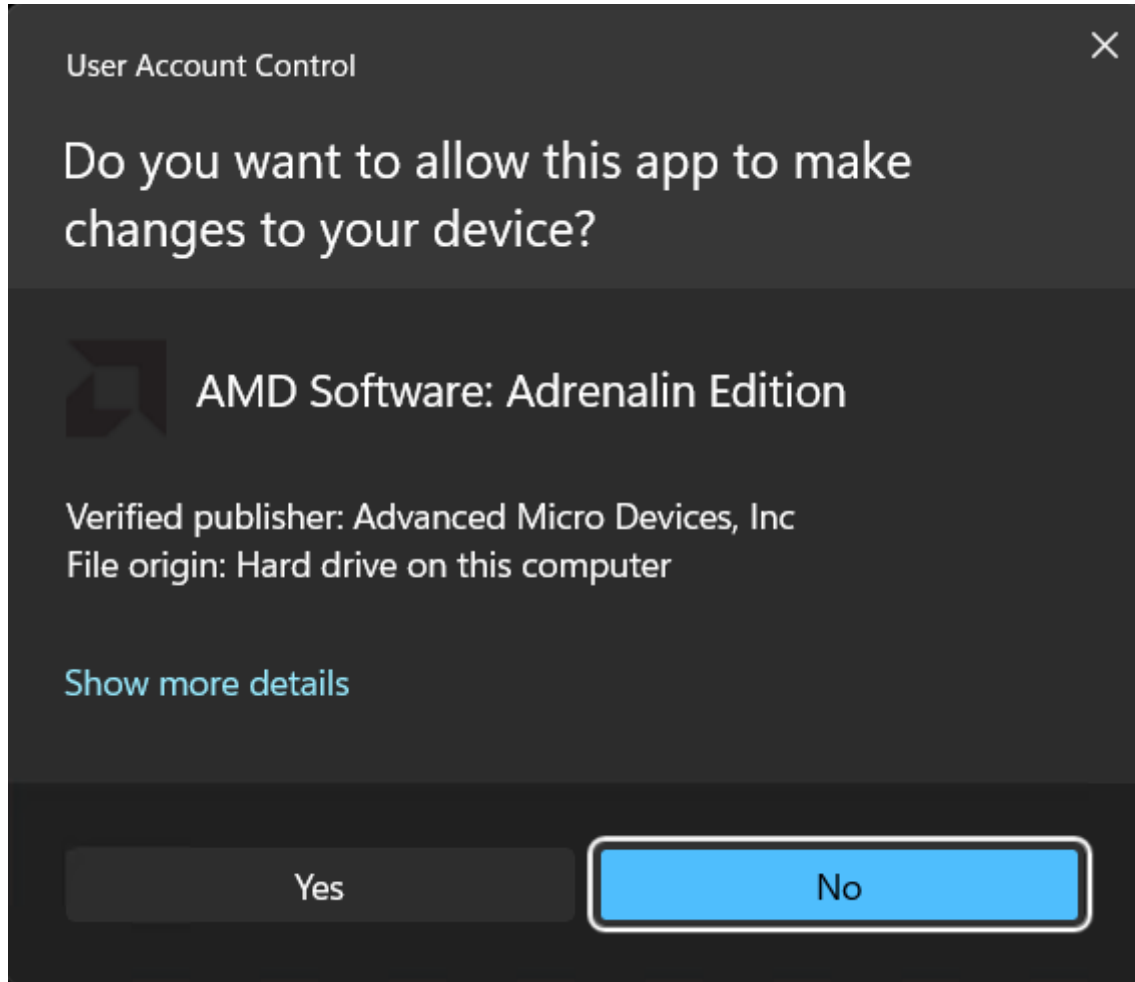 User Account Control
Do you want to allow this app to make
changes to your device?
AMD Software: Adrenalin Edition
Verified publisher: Advanced Micro Devices, Inc
File origin: Hard drive on this computer
Show more details
Yes
No